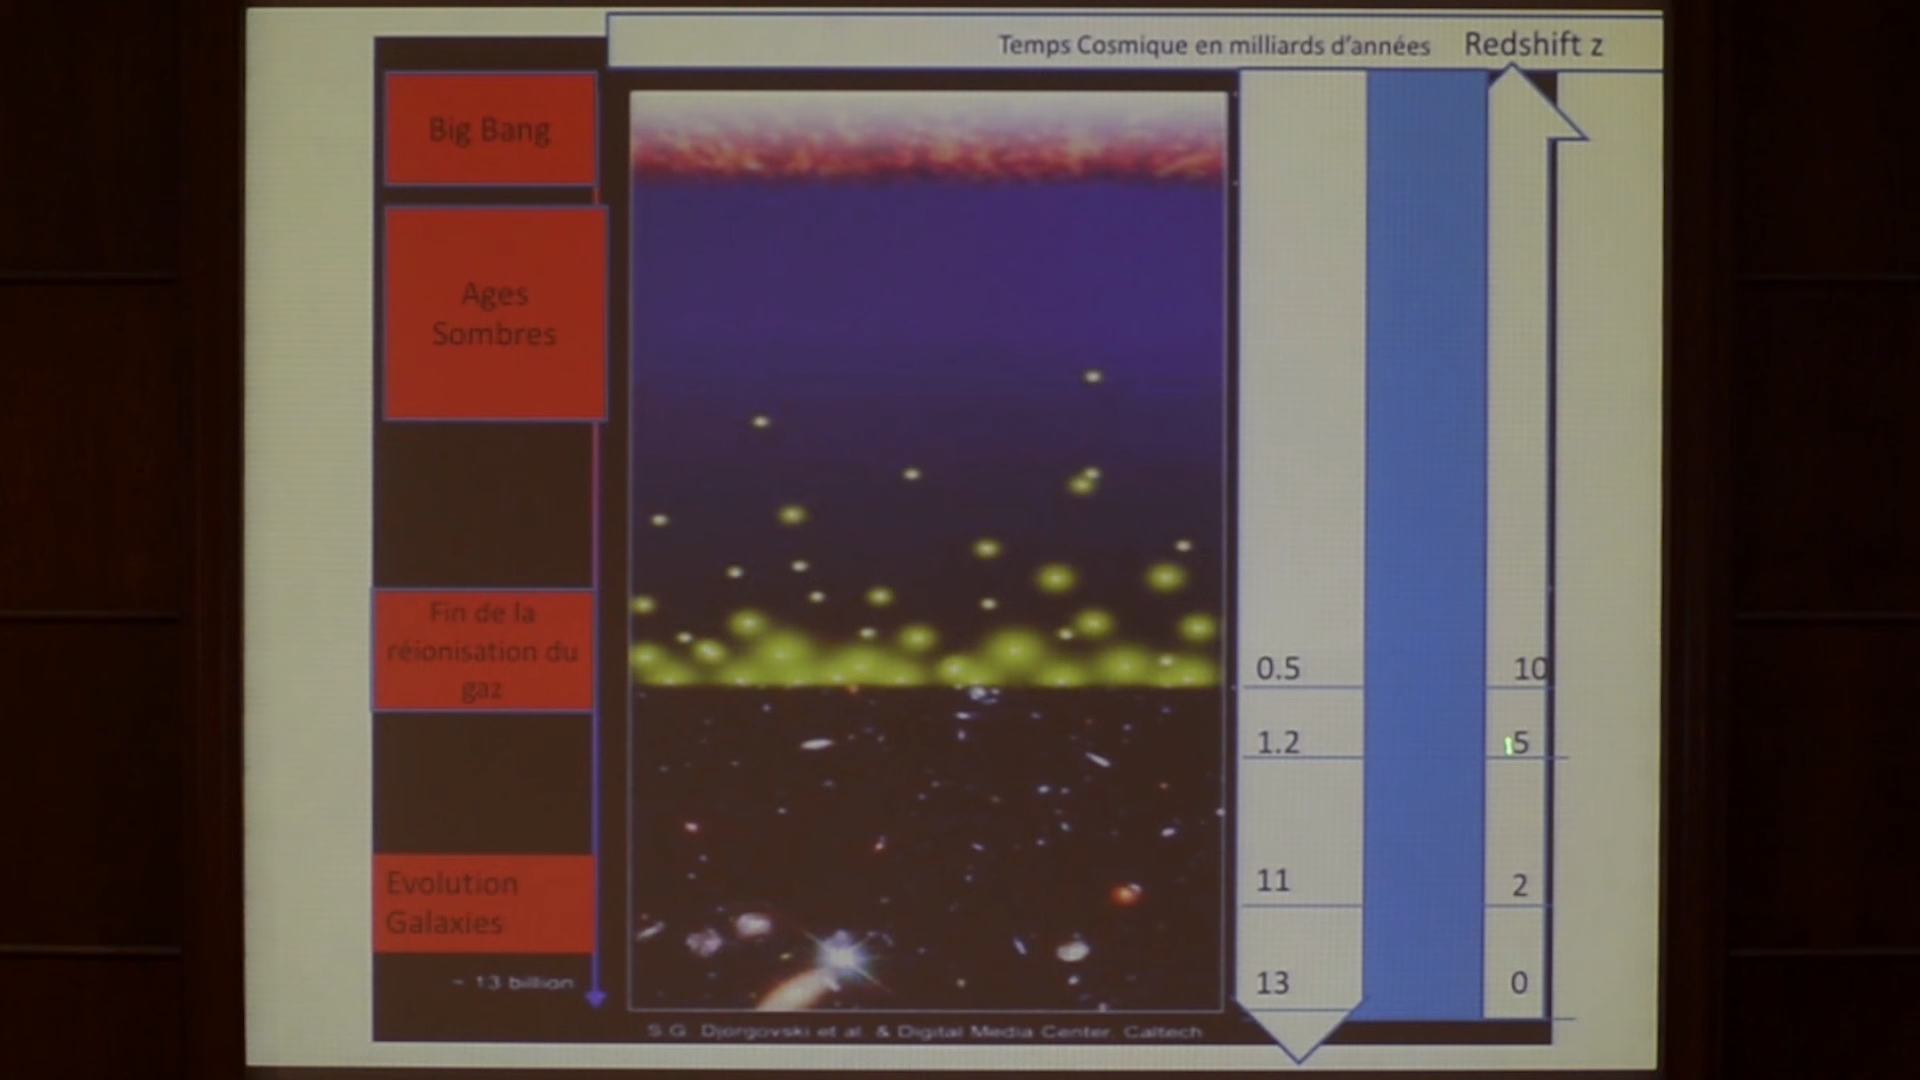 Temps Cosmique en milliards d'années Redshift z
Big Bang
Ages
Sombres
Fin de la
réionisation du
gaz
0.5 10
1.2 5
11 2
Evolution
Galaxies
13 0
~ 13 billion
S.G. Djorgovski et al. & Digital Media Center, Caltech